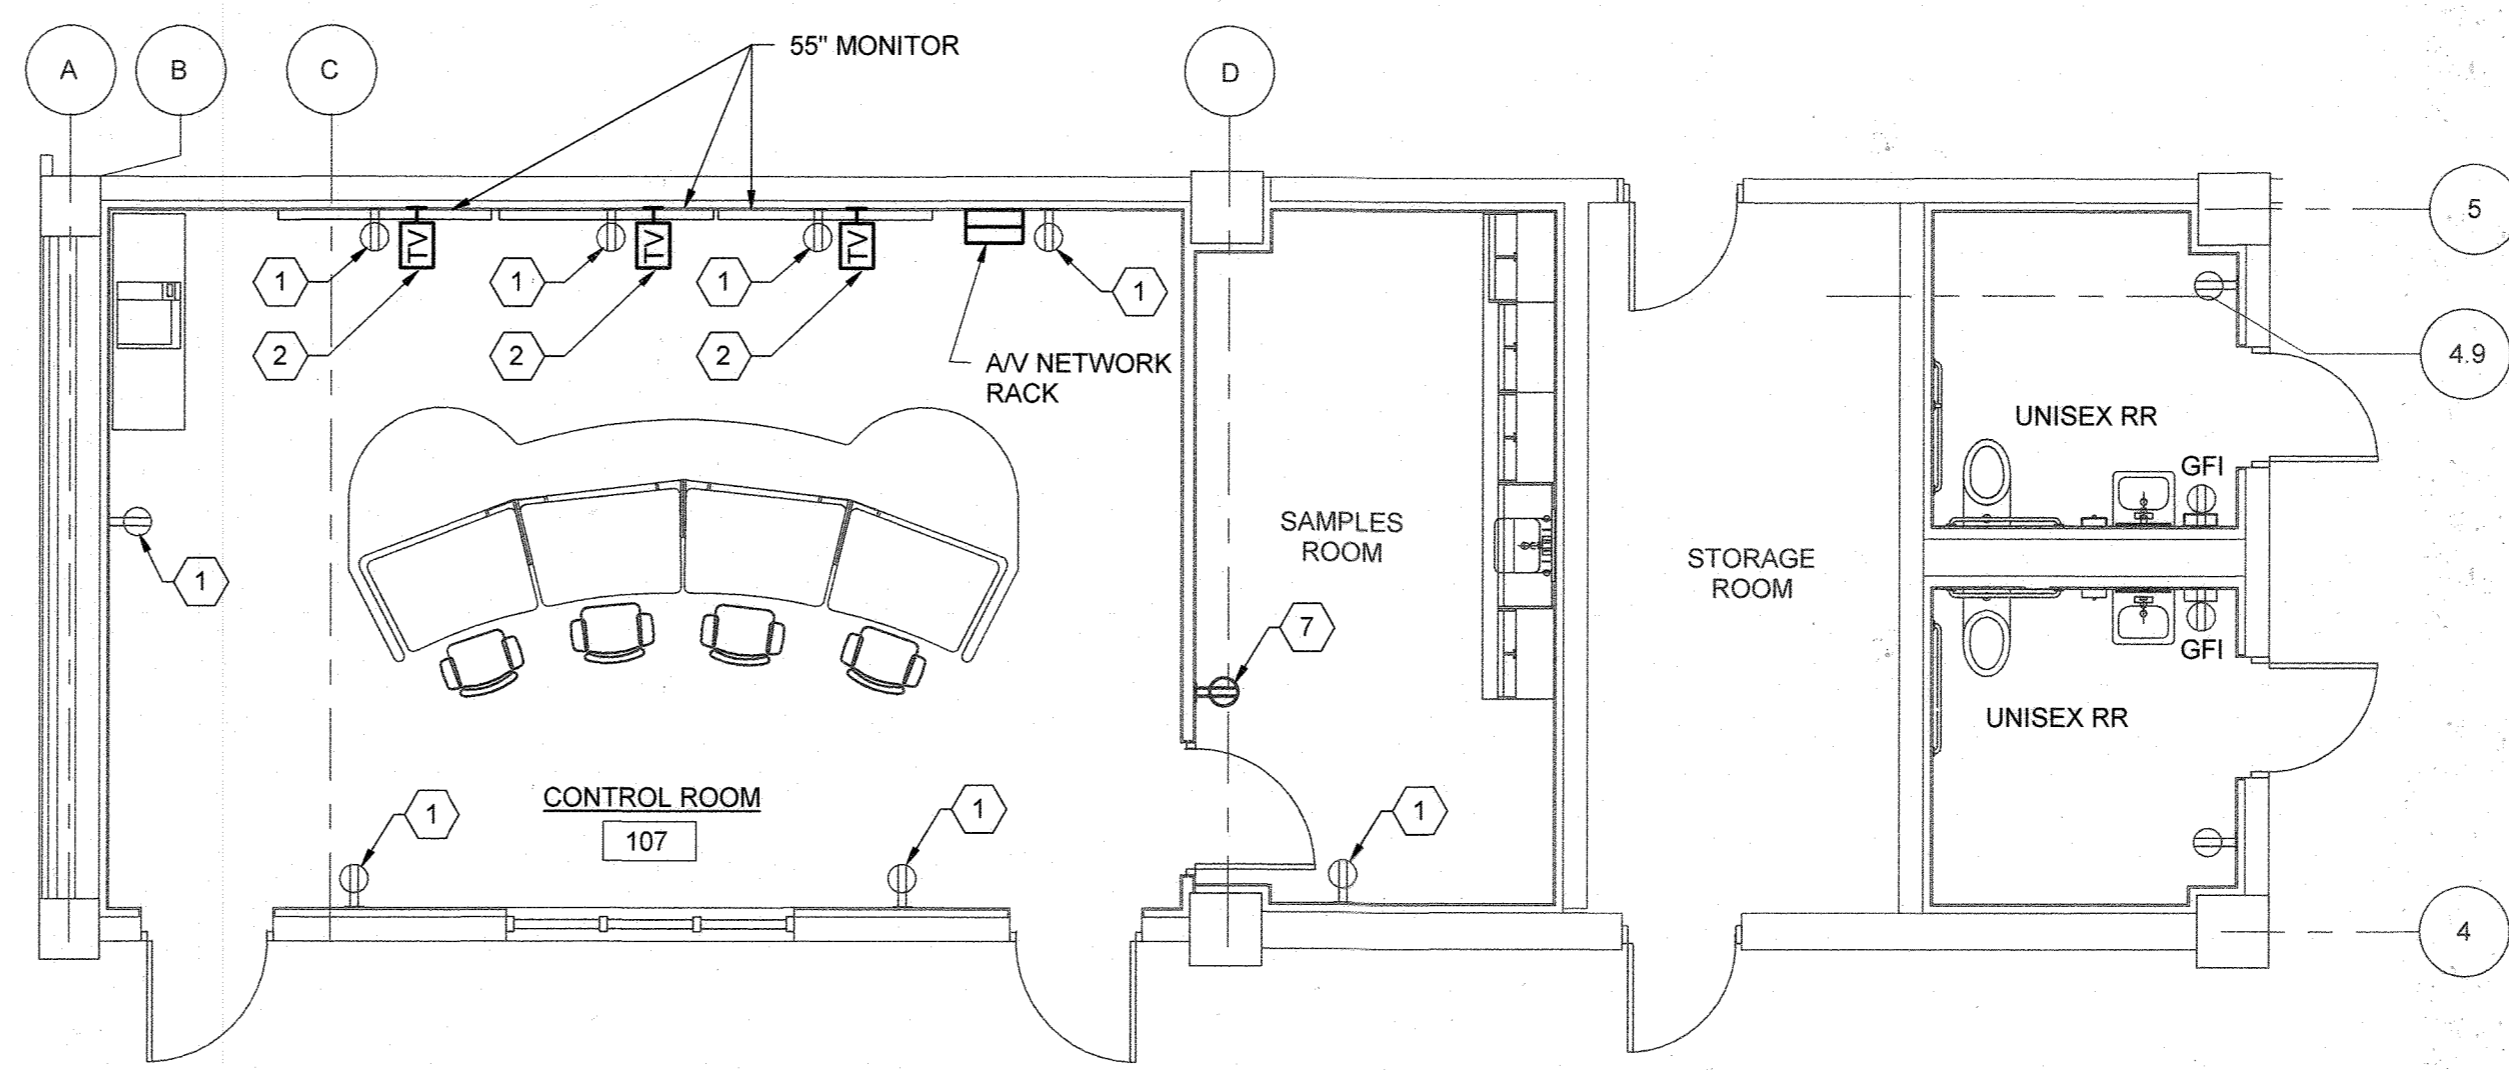 A
B
C
55" MONITOR
D
5
1
1
1
1
TV
TV
TV
2
2
2
4.9
A/V NETWORK
RACK
UNISEX RR
GFI
SAMPLES
ROOM
STORAGE
ROOM
1
7
GFI
UNISEX RR
CONTROL ROOM
107
1
1
1
4